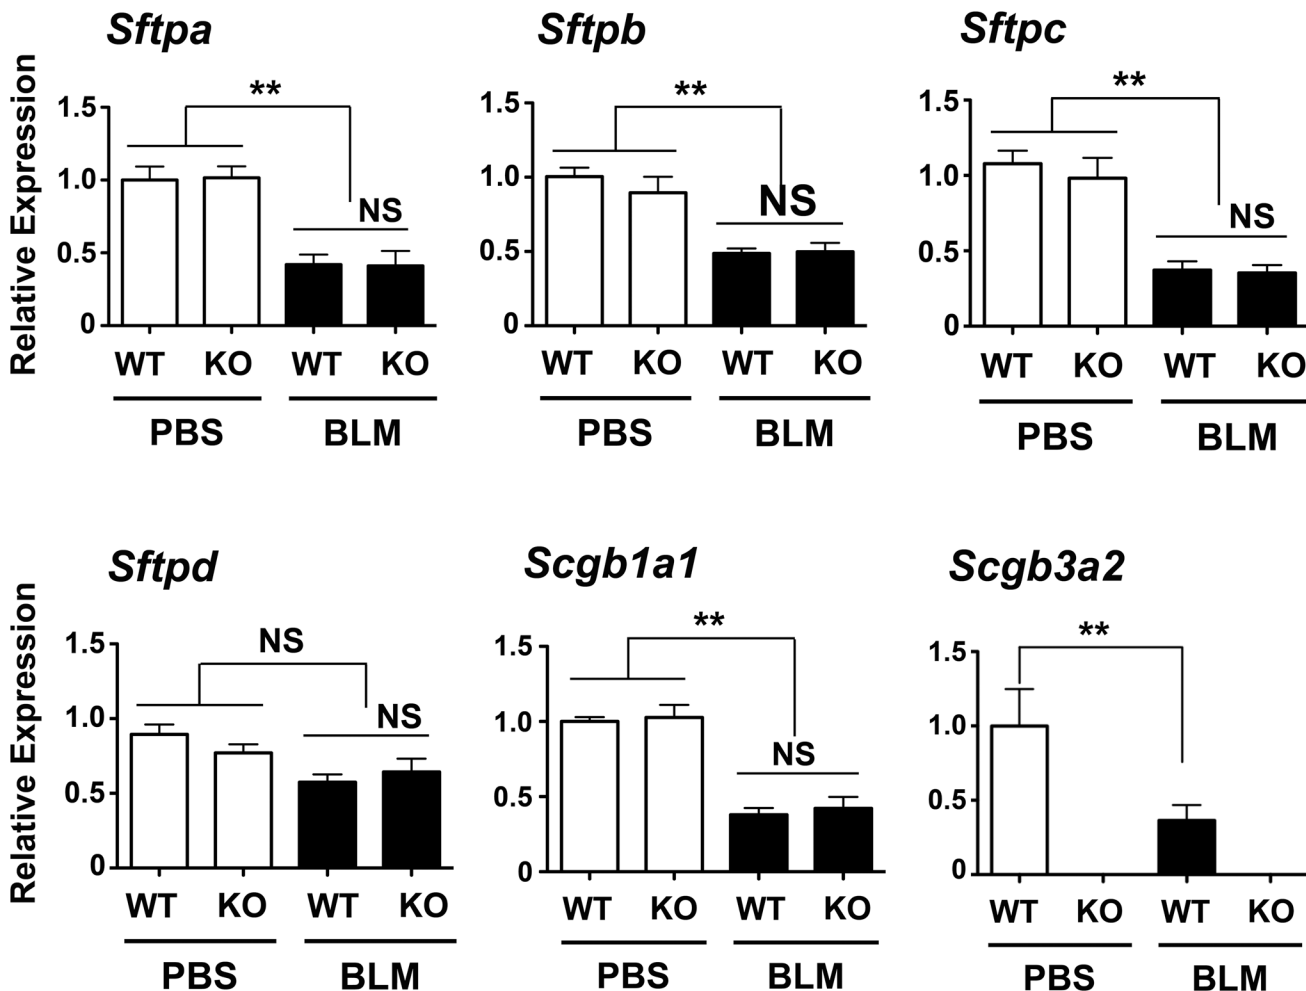 Sftpa
Relative Expression
1.5
1.0
0.5
0
**
NS
WT KO WT KO
PBS BLM
Sftpb
1.5
1.0
0.5
0
**
NS
WT KO WT KO
PBS BLM
Sftpc
1.5
1.0
0.5
0
**
NS
WT KO WT KO
PBS BLM
Sftpd
Relative Expression
1.5
1.0
0.5
0
NS
NS
WT KO WT KO
PBS BLM
Scgb1a1
1.5
1.0
0.5
0
**
NS
WT KO WT KO
PBS BLM
Scgb3a2
1.5
1.0
0.5
0
**
WT KO WT KO
PBS BLM